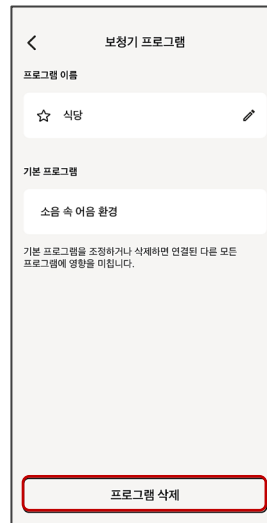 보청기 프로그램
프로그램 이름
식당
기본 프로그램
소음 속 어음 환경
기본 프로그램을 조정하거나 삭제하면 연결된 다른 모든
프로그램에 영향을 미칩니다.
프로그램 삭제